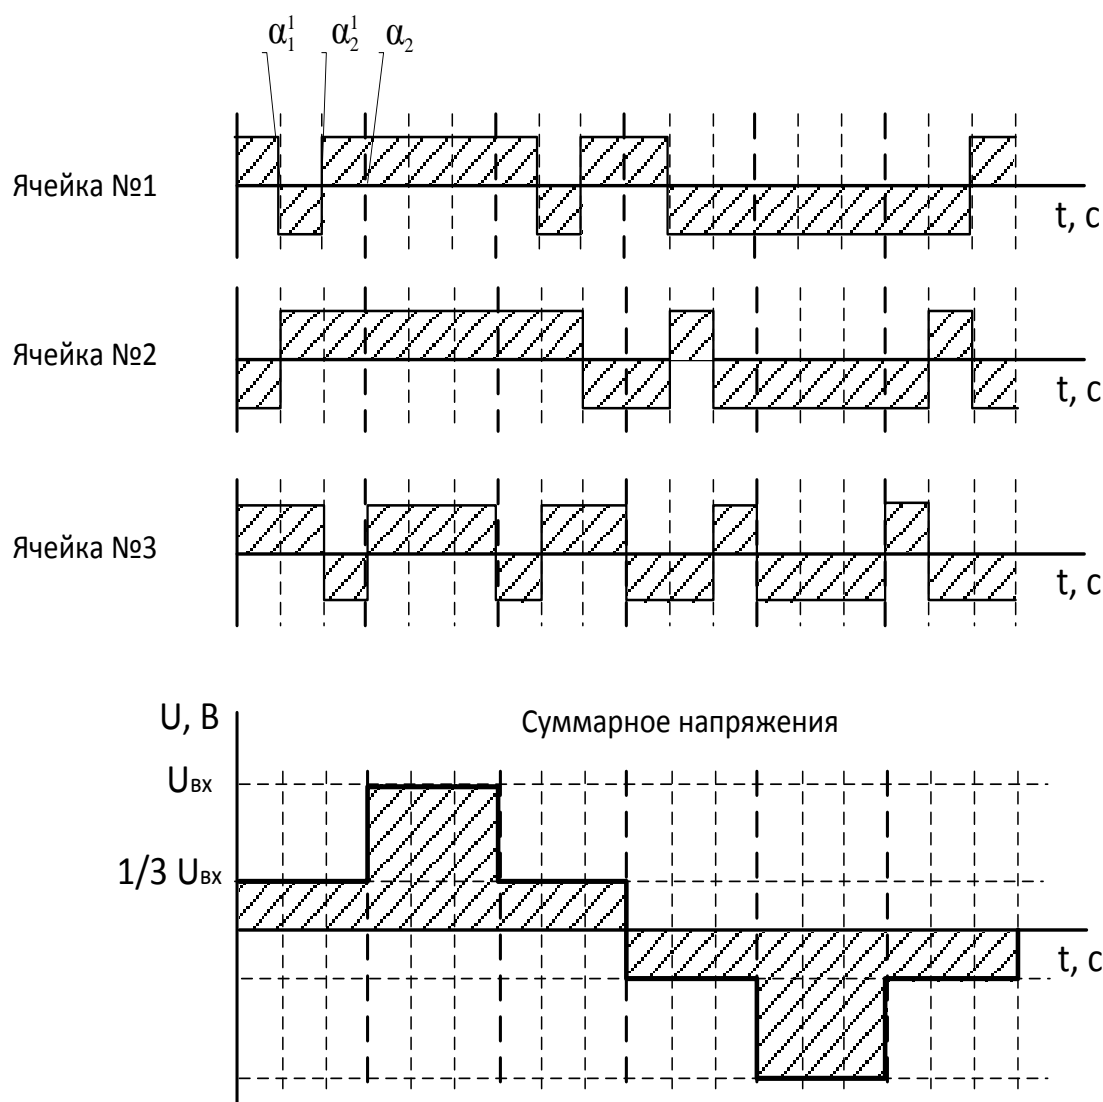 α₁¹ α₂¹ α₂
Ячейка №1
t, с
Ячейка №2
t, с
Ячейка №3
t, с
U, В
Суммарное напряжения
Uвх
1/3 Uвх
t, с